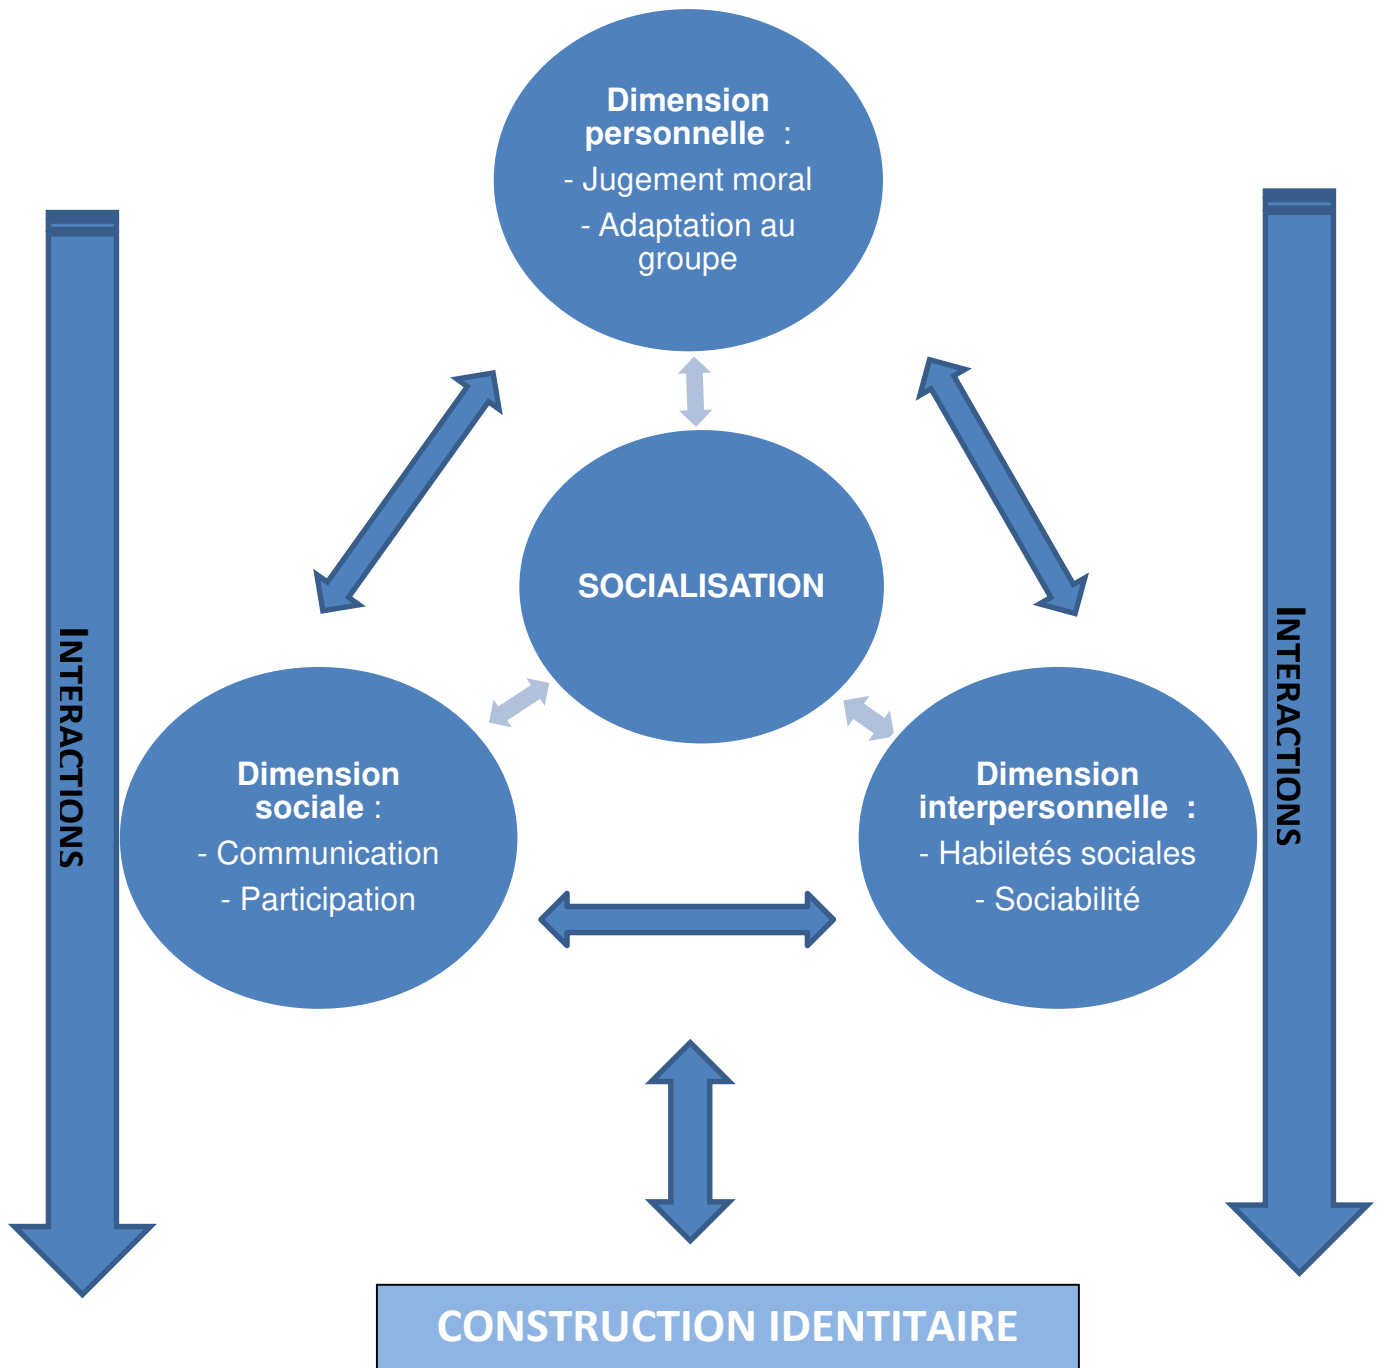 Dimension
personnelle  :
- Jugement moral
- Adaptation au
groupe
SOCIALISATION
INTERACTIONS
INTERACTIONS
Dimension
sociale :
- Communication
- Participation
Dimension
interpersonnelle  :
- Habiletés sociales
- Sociabilité
CONSTRUCTION IDENTITAIRE